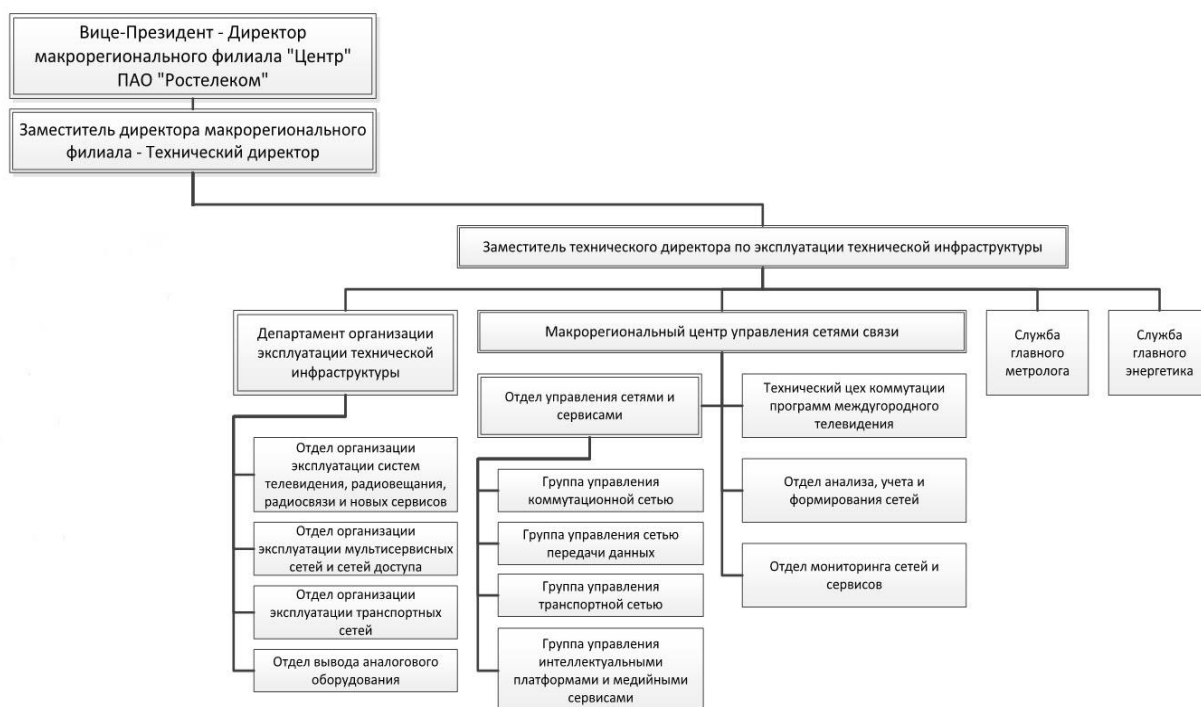 Вице-Президент - Директор
макрорегионального филиала "Центр"
ПАО "Ростелеком"
Заместитель директора макрорегионального
филиала - Технический директор
Заместитель технического директора по эксплуатации технической инфраструктуры
Департамент организации
эксплуатации технической
инфраструктуры
Отдел организации
эксплуатации систем
телевидения, радиовещания,
радиосвязи и новых сервисов
Отдел организации
эксплуатации мультисервисных
сетей и сетей доступа
Отдел организации
эксплуатации транспортных
сетей
Отдел вывода аналогового
оборудования
Макрорегиональный центр управления сетями связи
Отдел управления сетями и
сервисами
Группа управления
коммутационной сетью
Группа управления сетью
передачи данных
Группа управления
транспортной сетью
Группа управления
интеллектуальными
платформами и медийными
сервисами
Технический цех коммутации
программ междугородного
телевидения
Отдел анализа, учета и
формирования сетей
Отдел мониторинга сетей и
сервисов
Служба
главного
метролога
Служба
главного
энергетика